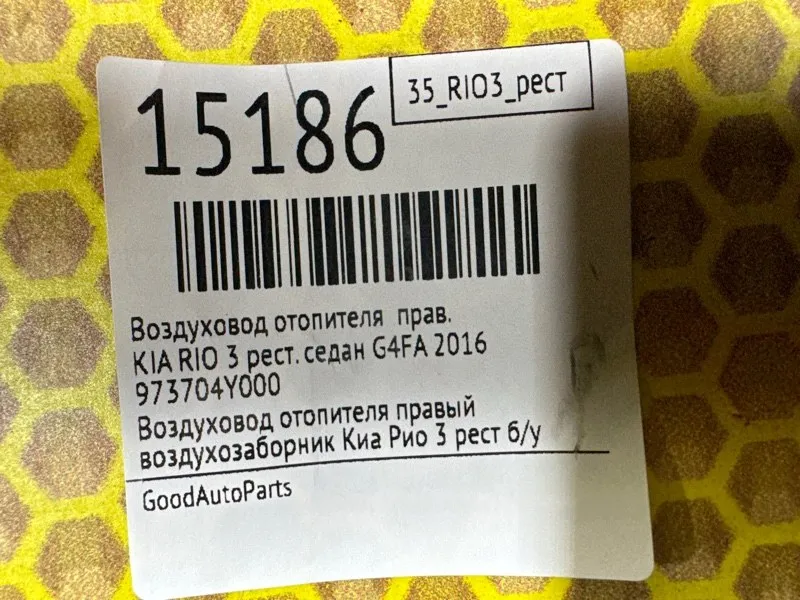 35_RIO3_рест
15186
Воздуховод отопителя прав.
KIA RIO 3 рест. седан G4FA 2016
973704Y000
Воздуховод отопителя правый
воздухозаборник Киа Рио 3 рест б/у
GoodAutoParts